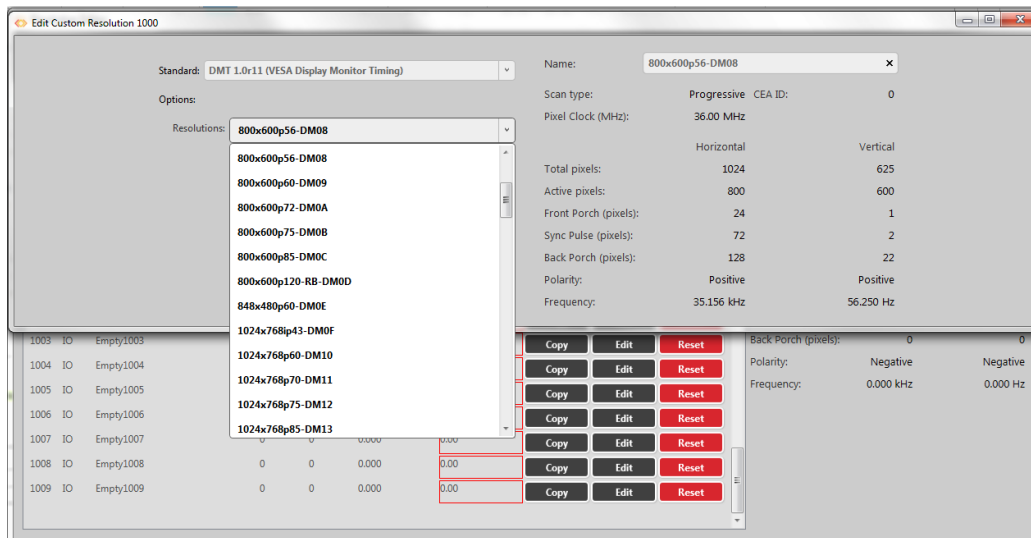 Edit Custom Resolution 1000
Standard: DMT 1.0r11 (VESA Display Monitor Timing)
Options:
Resolutions: 800x600p56-DM08
800x600p56-DM08
800x600p60-DM09
800x600p72-DM0A
800x600p75-DM0B
800x600p85-DM0C
800x600p120-RB-DM0D
848x480p60-DM0E
1024x768ip43-DM0F
1024x768p60-DM10
1024x768p70-DM11
1024x768p75-DM12
1024x768p85-DM13
Name: 800x600p56-DM08
Scan type: Progressive CEA ID: 0
Pixel Clock (MHz): 36.00 MHz
Horizontal Vertical
Total pixels: 1024 625
Active pixels: 800 600
Front Porch (pixels): 24 1
Sync Pulse (pixels): 72 2
Back Porch (pixels): 128 22
Polarity: Positive Positive
Frequency: 35.156 kHz 56.250 Hz
1003 IO Empty1003 Copy Edit Reset
1004 IO Empty1004 Copy Edit Reset
1005 IO Empty1005 Copy Edit Reset
1006 IO Empty1006 Copy Edit Reset
1007 IO Empty1007 0 0 0.000 0.00 Copy Edit Reset
1008 IO Empty1008 0 0 0.000 0.00 Copy Edit Reset
1009 IO Empty1009 0 0 0.000 0.00 Copy Edit Reset
Back Porch (pixels): 0 0
Polarity: Negative Negative
Frequency: 0.000 kHz 0.000 Hz